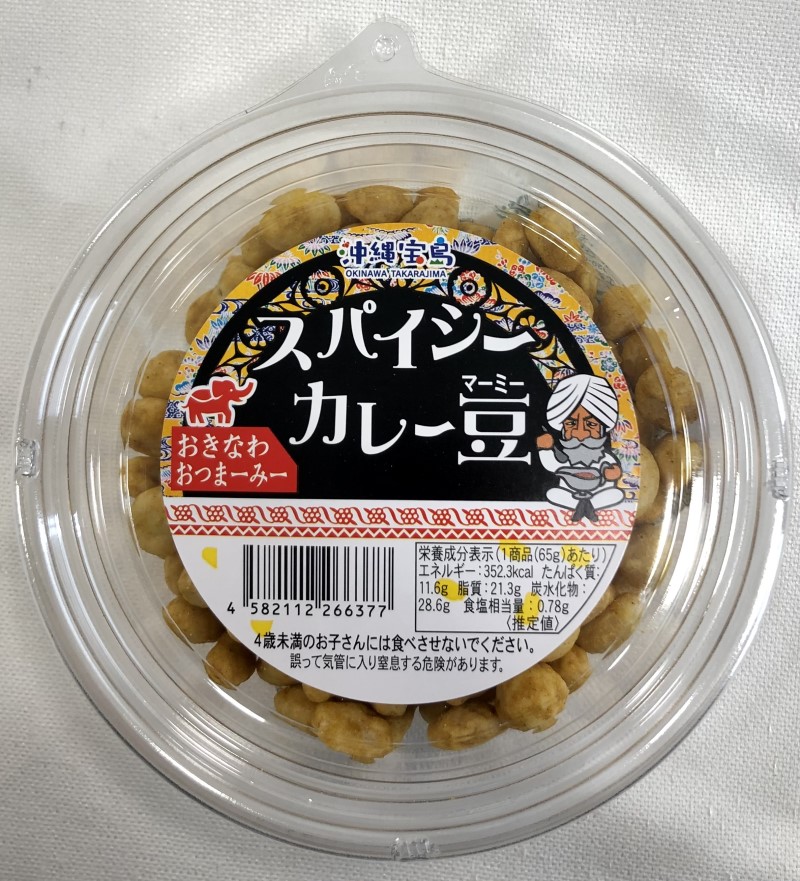 沖縄宝島
OKINAWA TAKARAJIMA
スパイシー
マーミー
カレー豆
おきなわ
おつまーみー
栄養成分表示(1商品(65g)あたり)
エネルギー:352.3kcal たんぱく質:
11.6g 脂質:21.3g 炭水化物:
28.6g 食塩相当量:0.78g
(推定値)
4 582112 266377
4歳未満のお子さんには食べさせないでください。
誤って気管に入り窒息する危険があります。